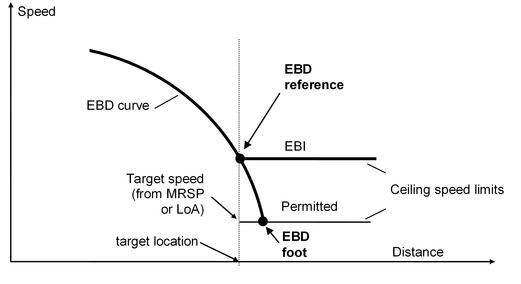 Speed
EBD
reference
EBD curve
EBI
Target speed
(from MRSP
or LoA)
Ceiling speed limits
Permitted
target location
EBD
foot
Distance